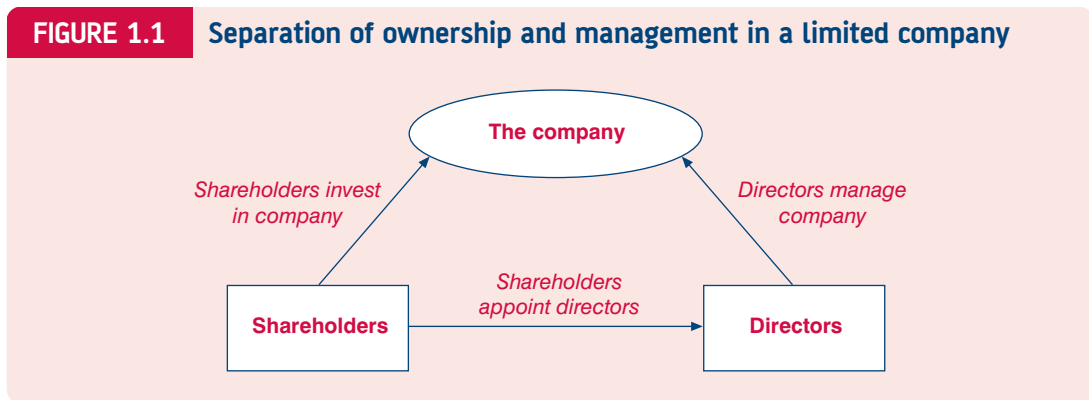 FIGURE 1.1 Separation of ownership and management in a limited company
The company
Shareholders invest
in company
Directors manage
company
Shareholders
appoint directors
Shareholders
Directors